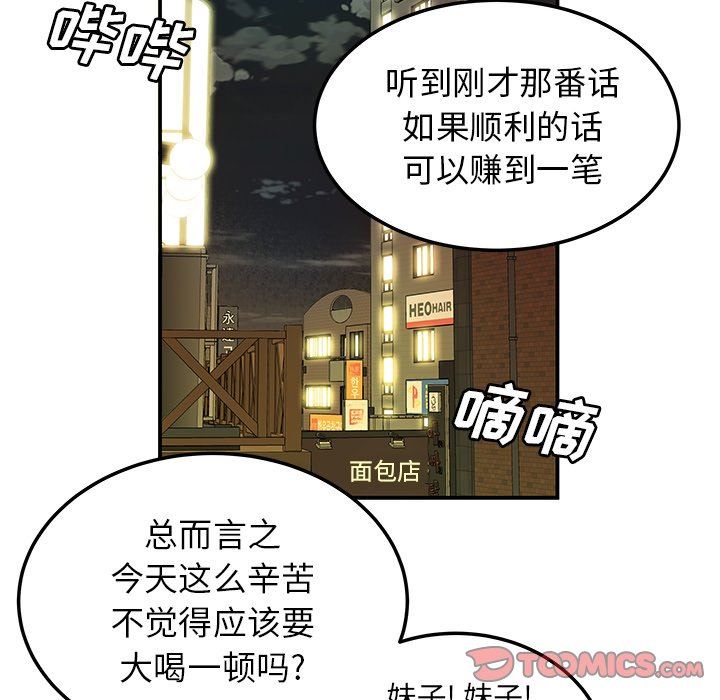 哔哔
听到刚才那番话
如果顺利的话
可以赚到一笔
HEOHAIR
嘀嘀
面包店
总而言之
今天这么辛苦
不觉得应该要
大喝一顿吗?
妹子!妹子!
TCOMICS.COM